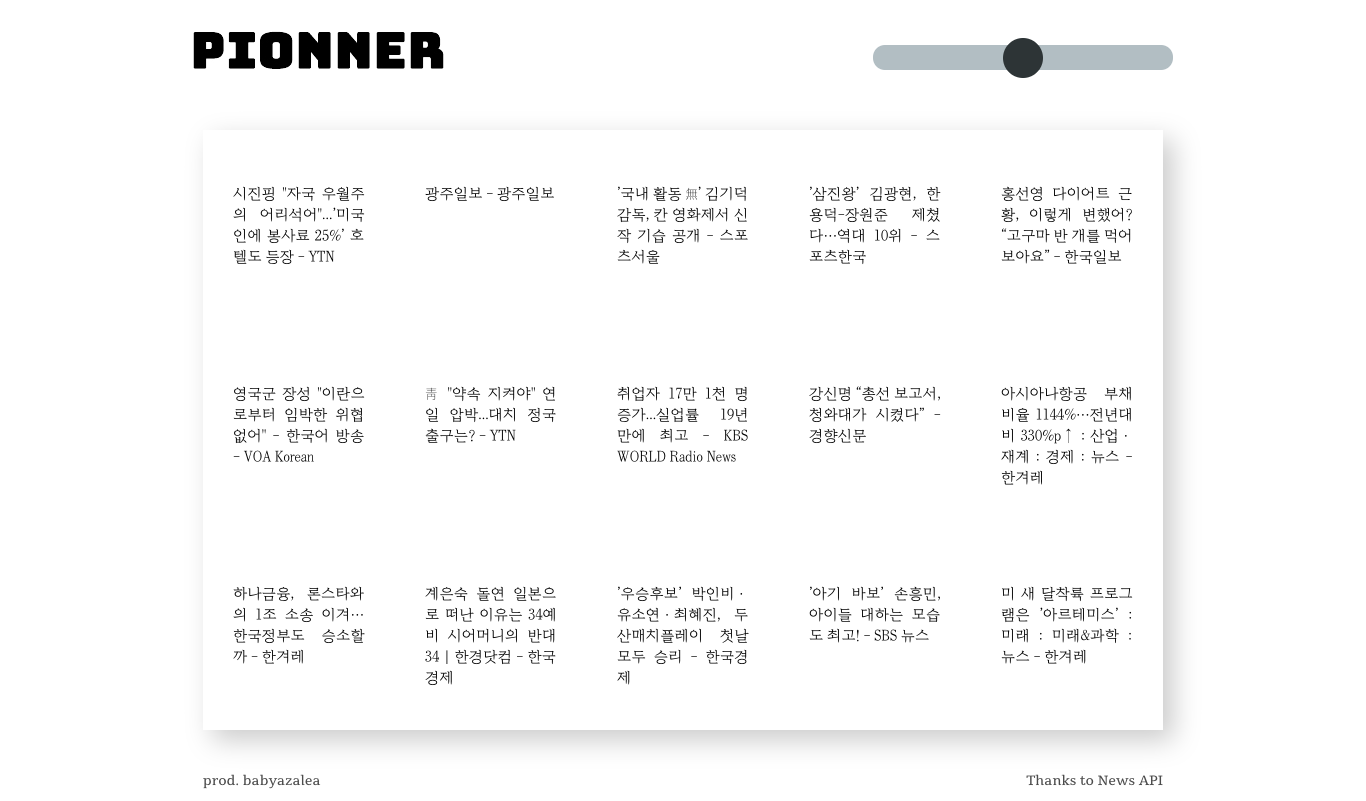 PIONNER
시진핑 "자국 우월주
의 어리석어"...'미국
인에 봉사료 25%' 호
텔도 등장 - YTN
광주일보 - 광주일보
'국내 활동 無' 김기덕
감독, 칸 영화제서 신
작 기습 공개 - 스포
츠서울
'삼진왕' 김광현, 한
용덕-장원준 제쳤
다…역대 10위 - 스
포츠한국
홍선영 다이어트 근
황, 이렇게 변했어?
“고구마 반 개를 먹어
보아요” - 한국일보
영국군 장성 "이란으
로부터 임박한 위협
없어" - 한국어 방송
- VOA Korean
靑 "약속 지켜야" 연
일 압박...대치 정국
출구는? - YTN
취업자 17만 1천 명
증가...실업률 19년
만에 최고 - KBS
WORLD Radio News
강신명 “총선 보고서,
청와대가 시켰다” -
경향신문
아시아나항공 부채
비율 1144%…전년대
비 330%p↑ : 산업·
재계 : 경제 : 뉴스 -
한겨레
하나금융, 론스타와
의 1조 소송 이겨…
한국정부도 승소할
까 - 한겨레
계은숙 돌연 일본으
로 떠난 이유는 34예
비 시어머니의 반대
34 | 한경닷컴 - 한국
경제
'우승후보' 박인비·
유소연·최혜진, 두
산매치플레이 첫날
모두 승리 - 한국경
제
'아기 바보' 손흥민,
아이들 대하는 모습
도 최고! - SBS 뉴스
미 새 달착륙 프로그
램은 '아르테미스' :
미래 : 미래&과학 :
뉴스 - 한겨레
prod. babyazalea
Thanks to News API